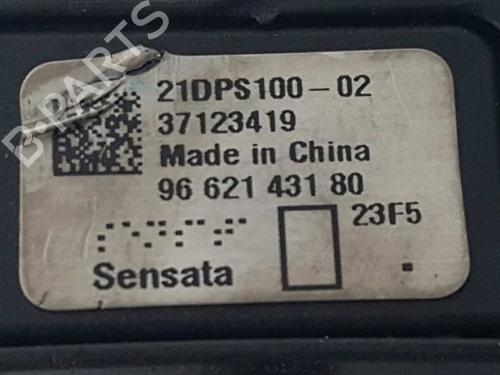 21DPS100-02
37123419
Made in China
96 621 431 80
23F5
Sensata
B-PARTS